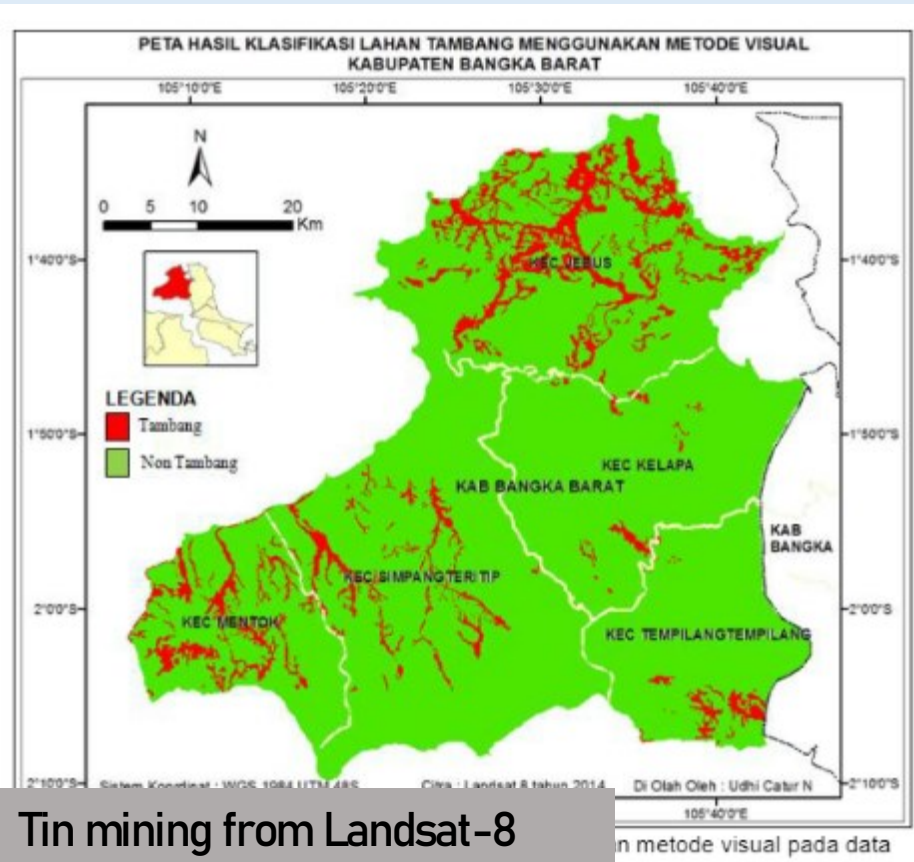 PETA HASIL KLASIFIKASI LAHAN TAMBANG MENGGUNAKAN METODE VISUAL
KABUPATEN BANGKA BARAT
105°10'0"E 105°20'0"E 105°30'0"E 105°40'0"E
N
0 5 10 20
Km
1°40'0"S 1°40'0"S
KEC JEBUS
LEGENDA
Tambang
Non Tambang
1°50'0"S 1°50'0"S
KEC KELAPA
KAB BANGKA BARAT
KAB
BANGKA
KEC SIMPANGTERITIP
2°0'0"S 2°0'0"S
KEC MENTOK
KEC TEMPILANGTEMPILANG
2°10'0"S 2°10'0"S
Sistem Koordinat : WGS 1984 UTM 48S Citra : Landsat 8 tahun 2014 Di Olah Oleh : Udhi Catur N
105°40'0"E
Tin mining from Landsat-8
metode visual pada data